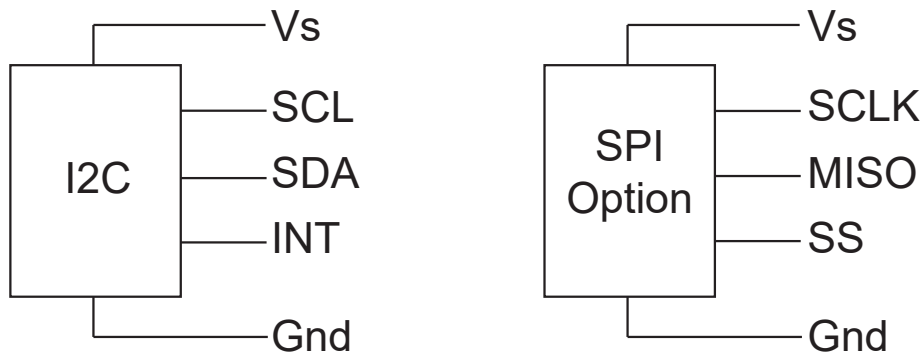 Vs
SCL
I2C
SDA
INT
Gnd
Vs
SCLK
SPI
Option
MISO
SS
Gnd